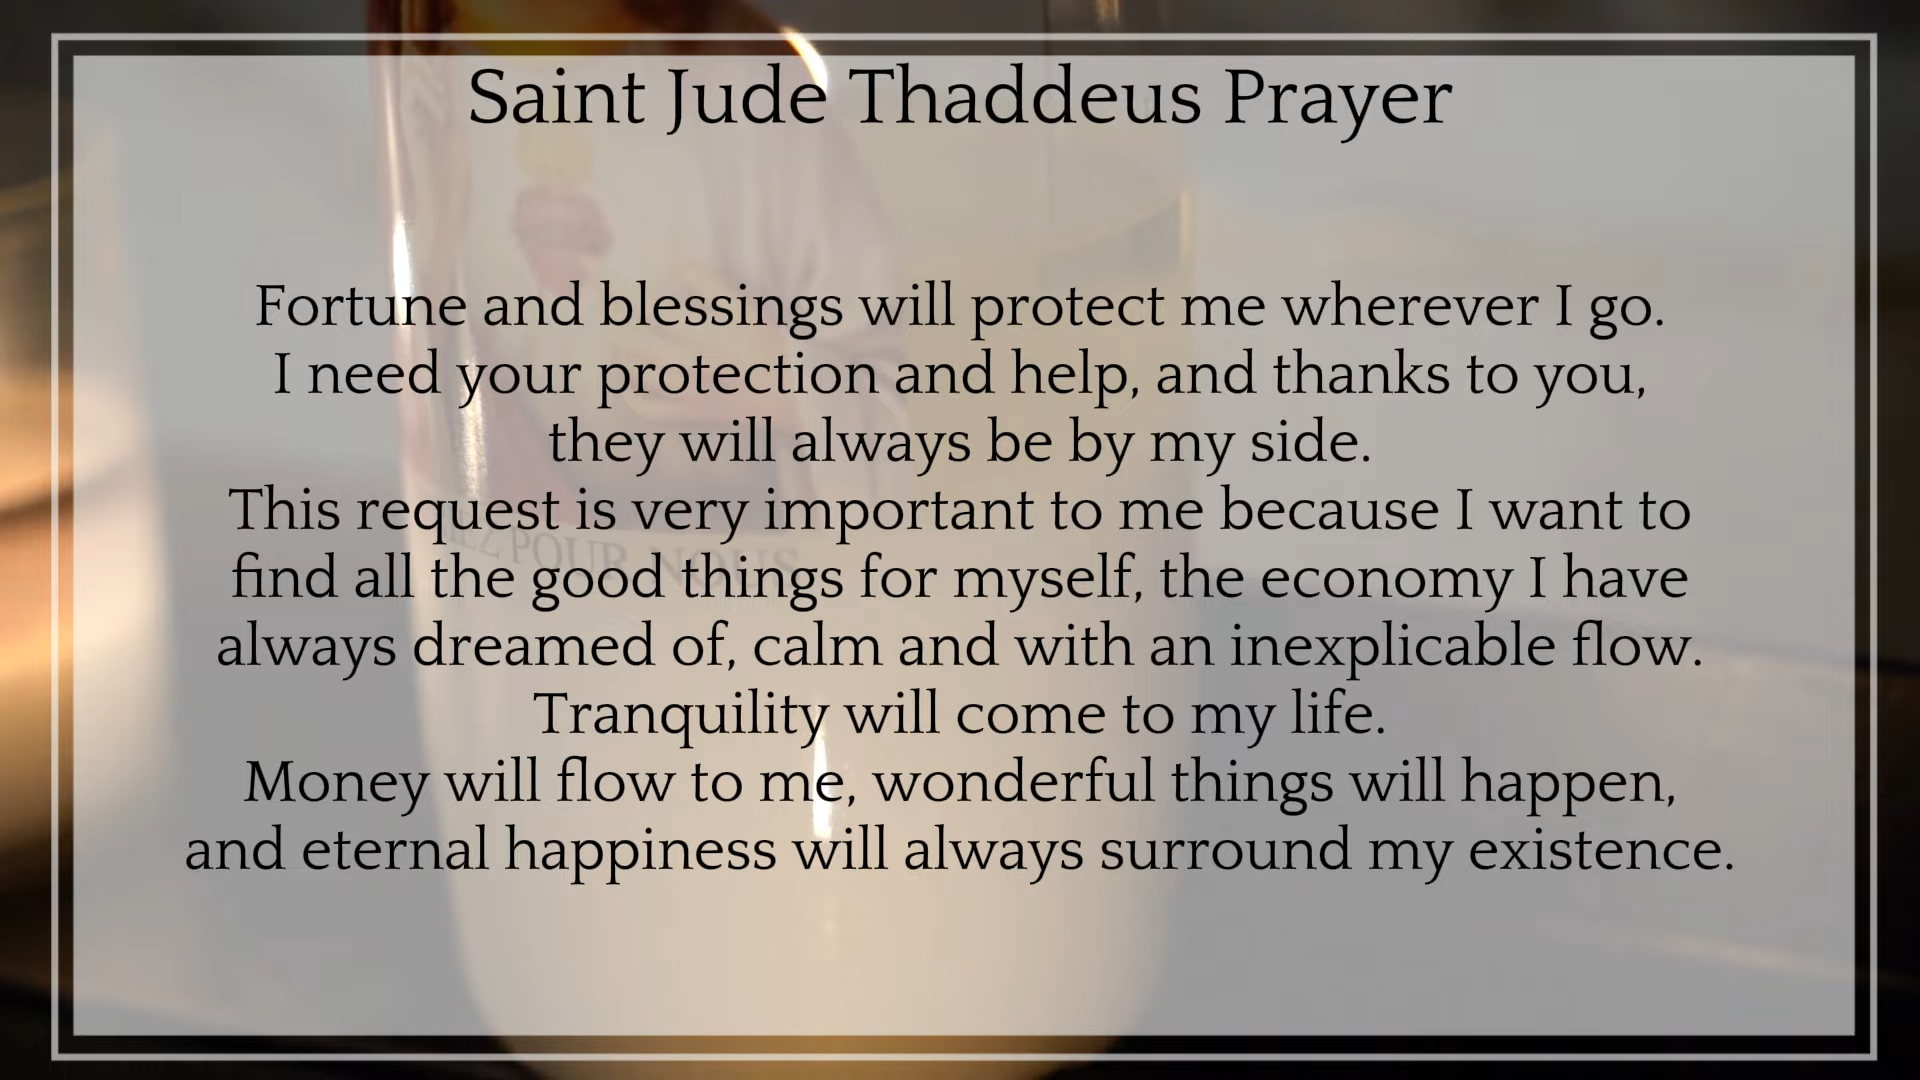 Saint Jude Thaddeus Prayer
Fortune and blessings will protect me wherever I go.
I need your protection and help, and thanks to you,
they will always be by my side.
This request is very important to me because I want to
find all the good things for myself, the economy I have
always dreamed of, calm and with an inexplicable flow.
Tranquility will come to my life.
Money will flow to me, wonderful things will happen,
and eternal happiness will always surround my existence.
POUR NOUS